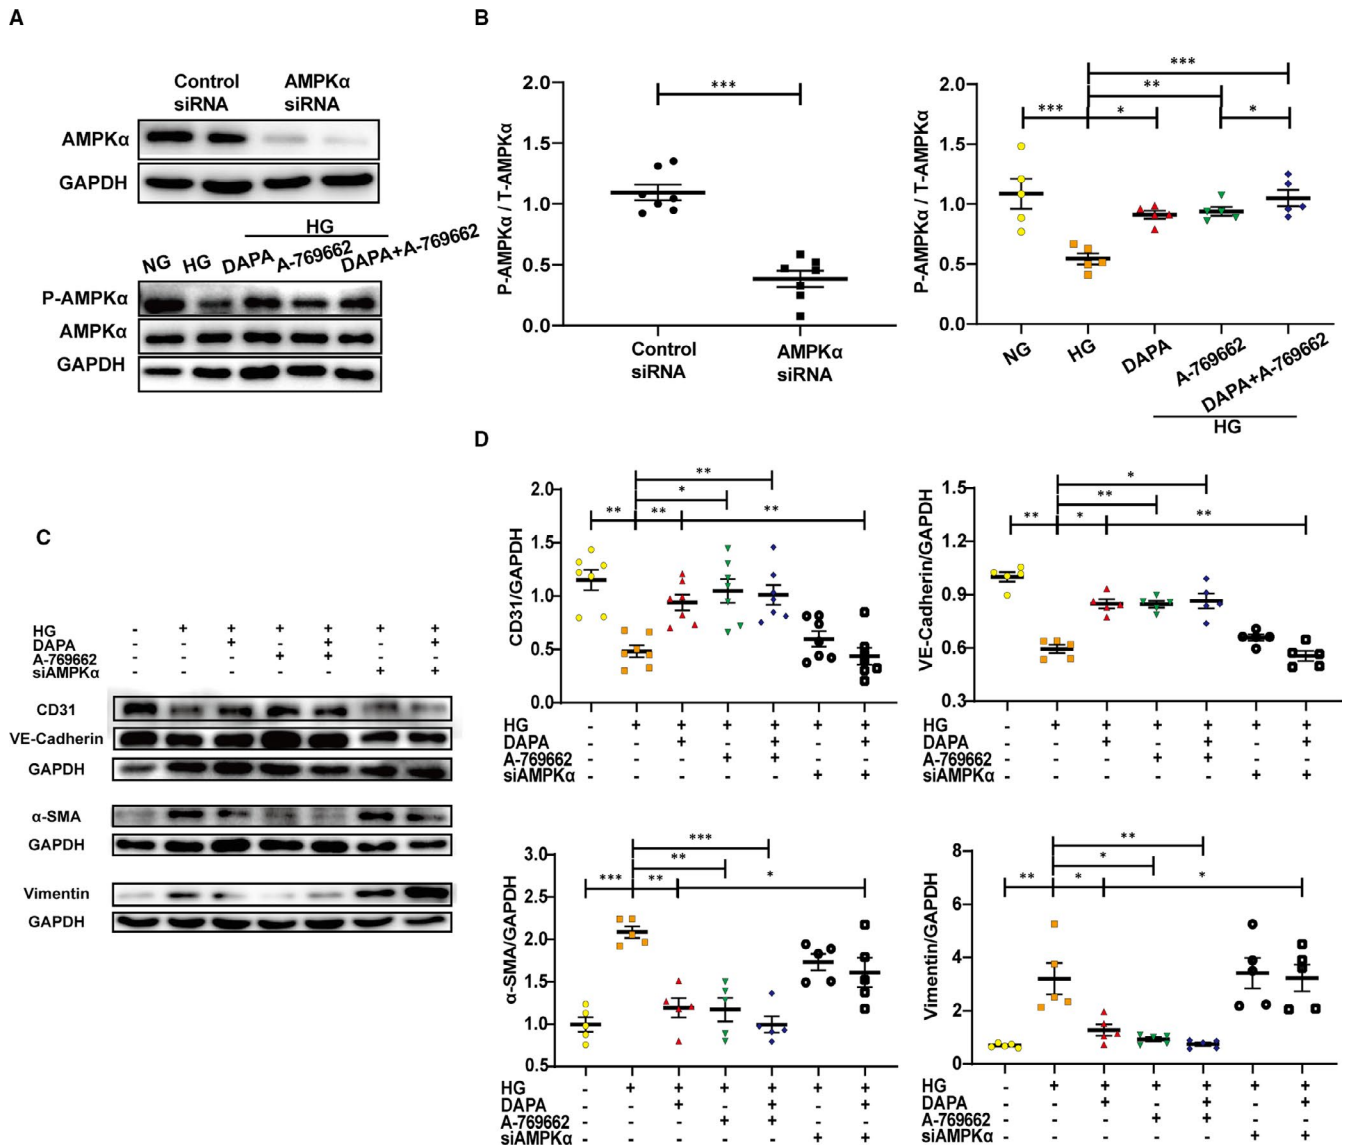 A
Control siRNA
AMPKα siRNA
AMPKα
GAPDH
HG
NG HG DAPA A-769662 DAPA+A-769662
P-AMPKα
AMPKα
GAPDH
B
P-AMPKα / T-AMPKα
2.0
1.5
1.0
0.5
0.0
***
Control siRNA
AMPKα siRNA
P-AMPKα / T-AMPKα
2.0
1.5
1.0
0.5
0.0
***
**
*** * *
NG HG DAPA A-769662 DAPA+A-769662
HG
C
HG - + + + + + +
DAPA - - + - + - +
A-769662 - - - + + - -
siAMPKα - - - - - + +
CD31
VE-Cadherin
GAPDH
α-SMA
GAPDH
Vimentin
GAPDH
D
CD31/GAPDH
2.0
1.5
1.0
0.5
0.0
**
*
** ** **
HG - + + + + + +
DAPA - - + - + - +
A-769662 - - - + + - -
siAMPKα - - - - - + +
VE-Cadherin/GAPDH
1.5
1.2
0.9
0.6
0.3
*
**
** * **
HG - + + + + + +
DAPA - - + - + - +
A-769662 - - - + + - -
siAMPKα - - - - - + +
α-SMA/GAPDH
3.0
2.5
2.0
1.5
1.0
0.5
***
**
*** ** *
HG - + + + + + +
DAPA - - + - + - +
A-769662 - - - + + - -
siAMPKα - - - - - + +
Vimentin/GAPDH
8
6
4
2
0
**
*
** * *
HG - + + + + + +
DAPA - - + - + - +
A-769662 - - - + + - -
siAMPKα - - - - - + +